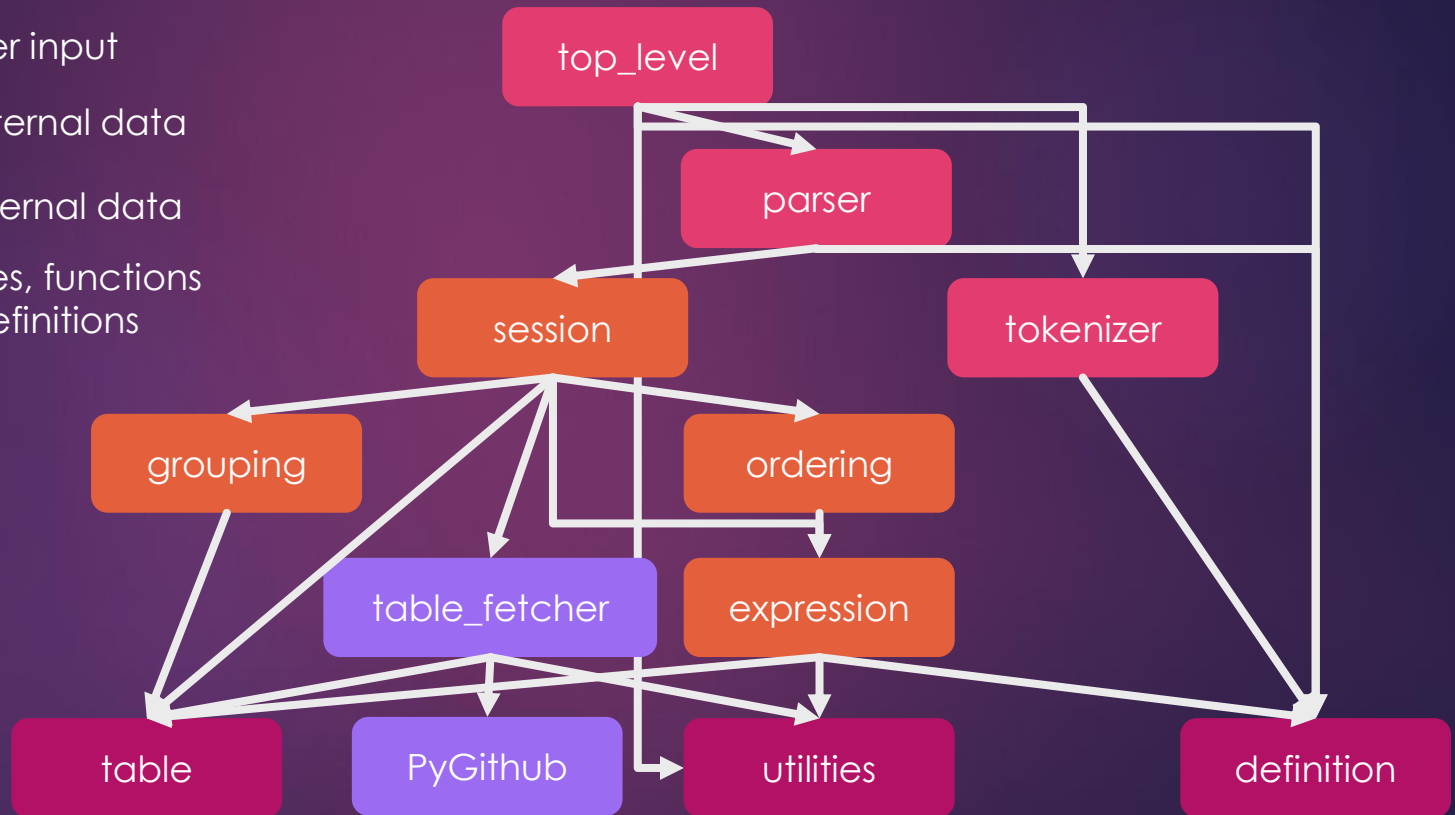 er input
top_level
ternal data
parser
ernal data
es, functions
efinitions
session
tokenizer
grouping
ordering
table_fetcher
expression
table
PyGithub
utilities
definition